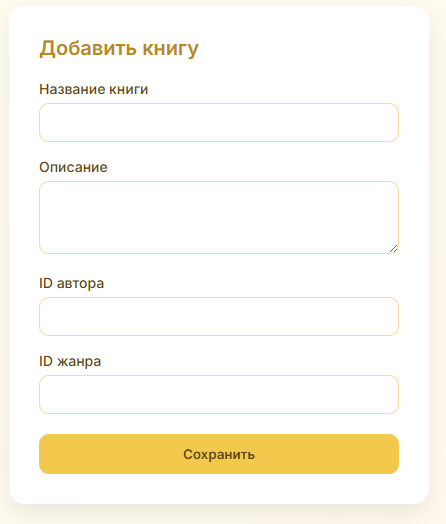 Добавить книгу
Название книги
Описание
ID автора
ID жанра
Сохранить